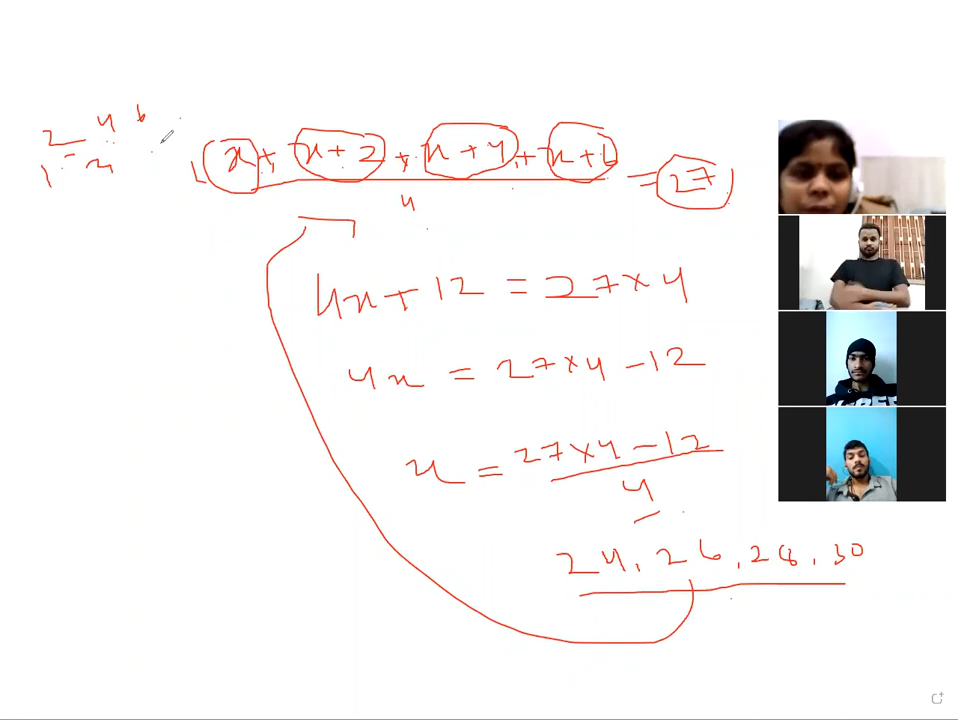 2 4 6
1
x + x+2 + x+4 + x+6 = 27
4
4x + 12 = 27×4
4x = 27×4 - 12
x = 27×4 - 12
4
24, 26, 28, 30